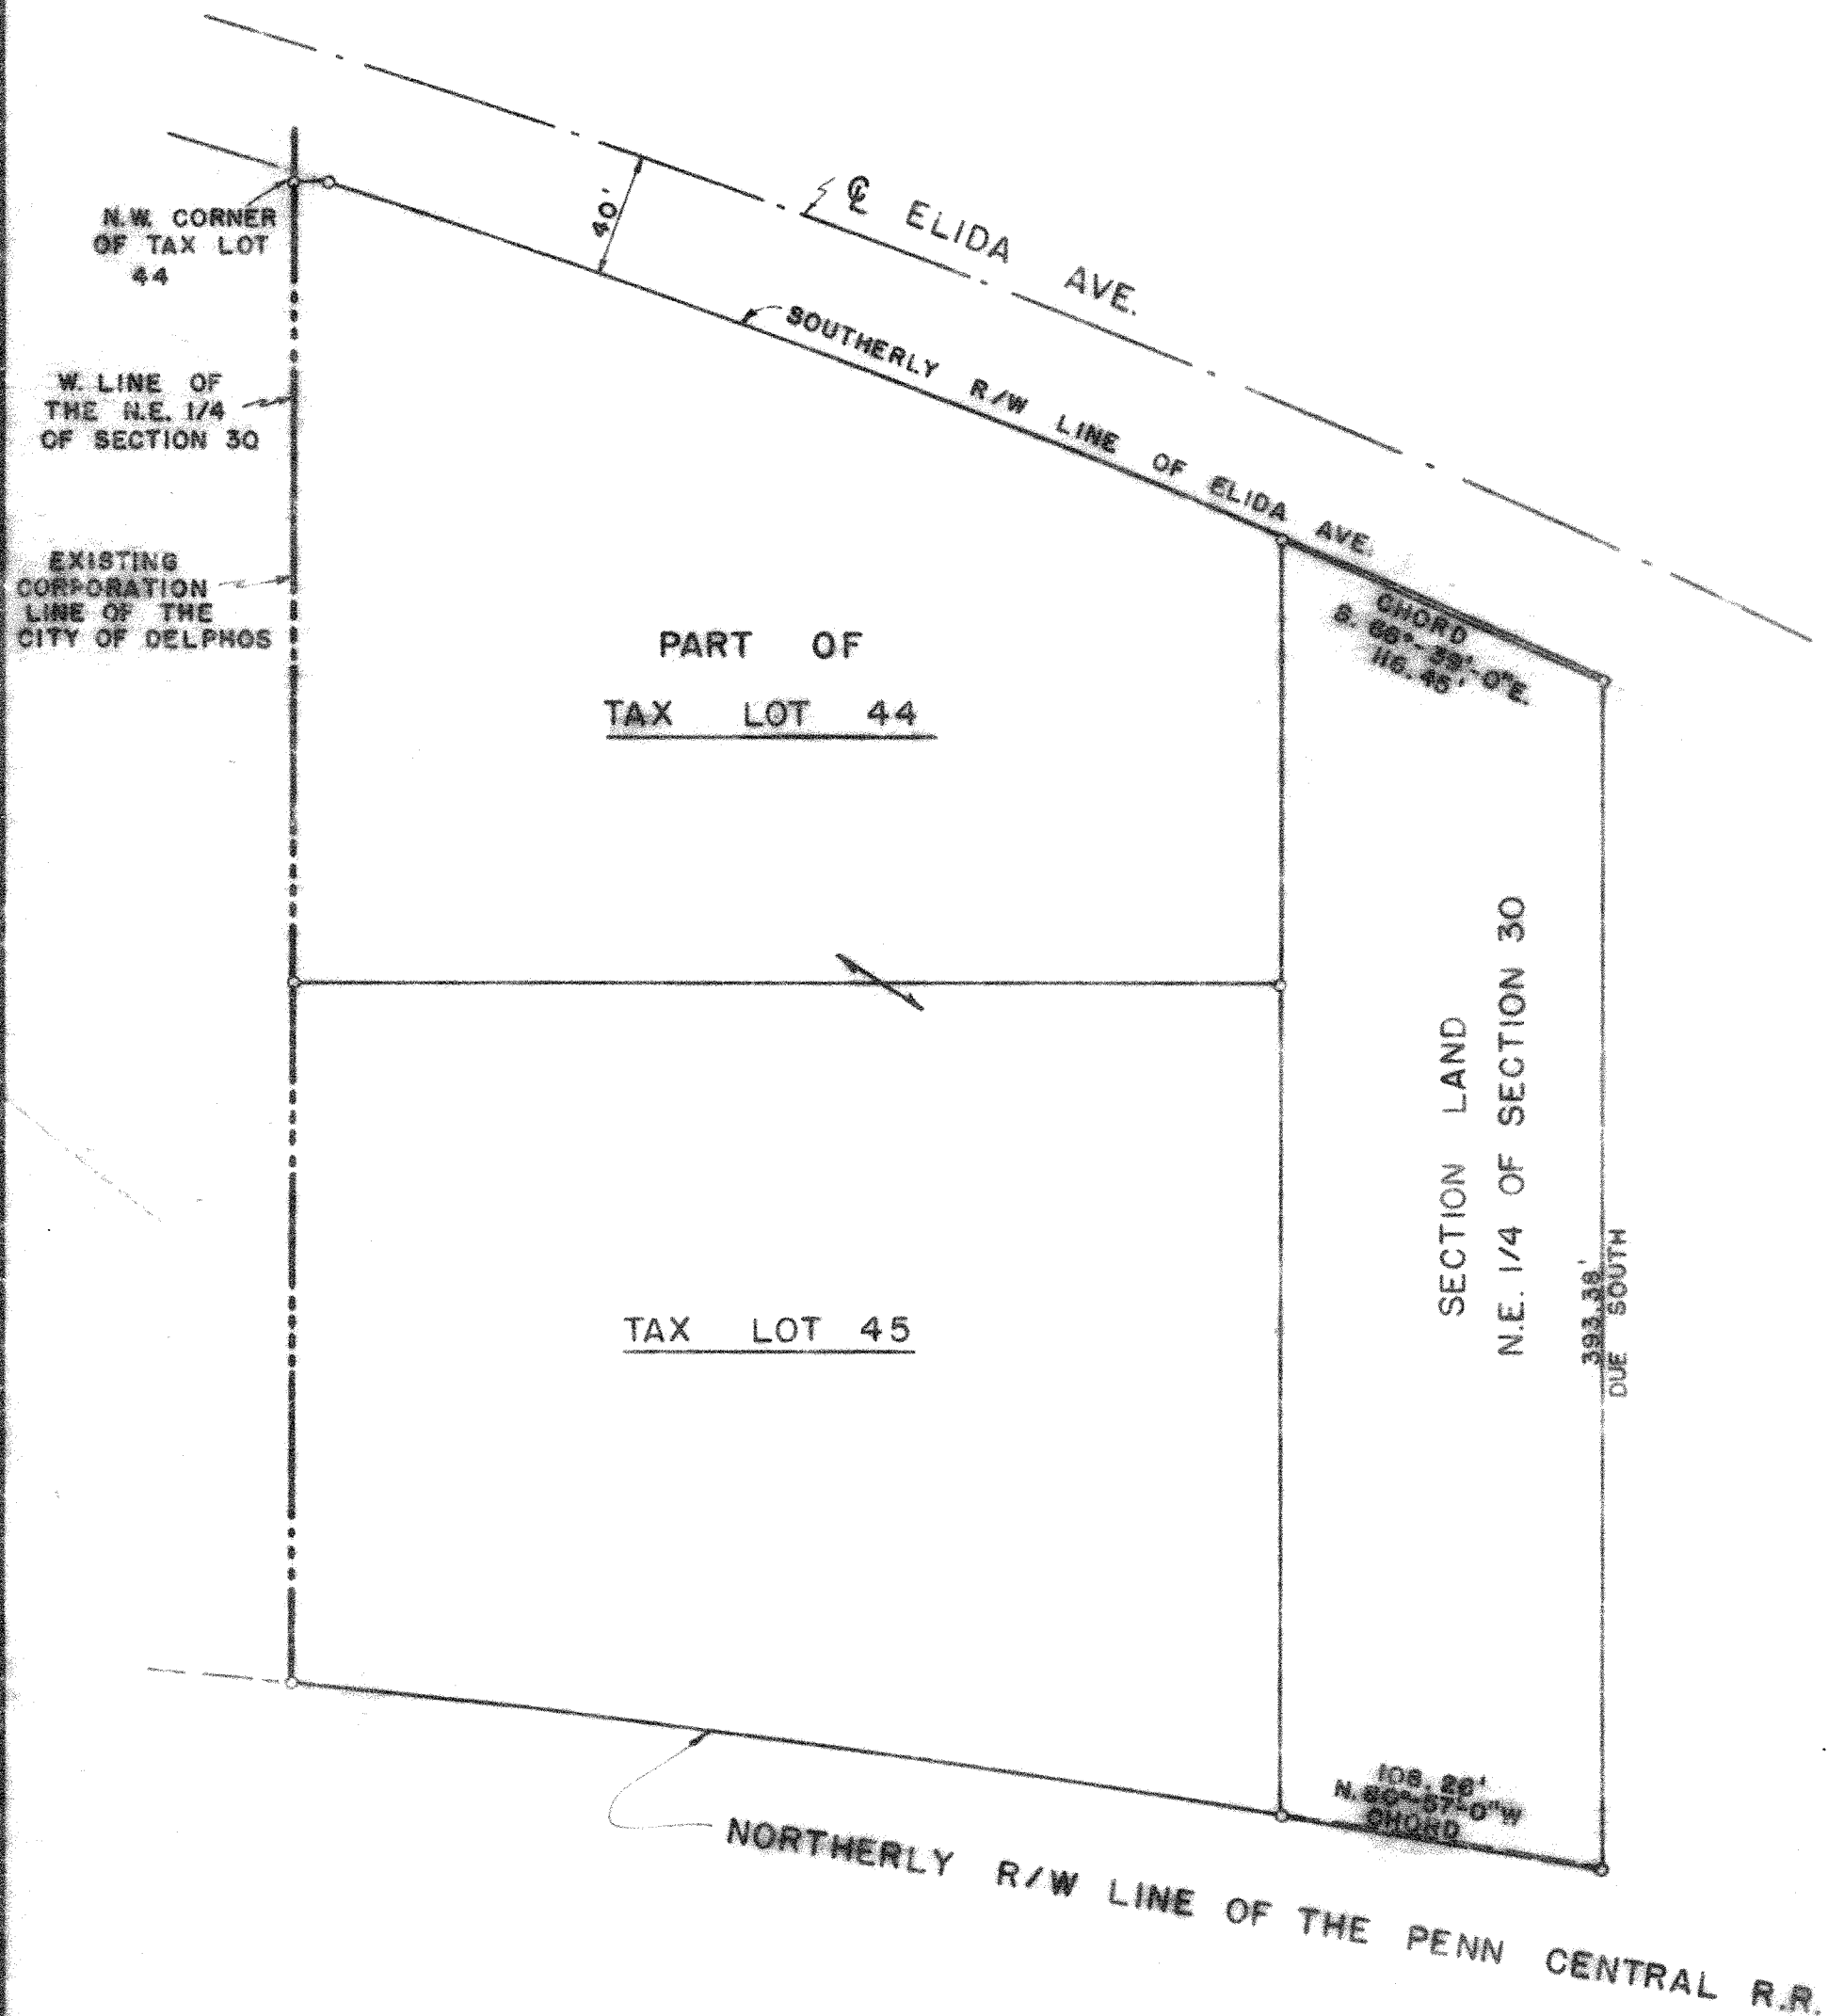 ℄ ELIDA AVE.
40'
N.W. CORNER
OF TAX LOT
44
SOUTHERLY R/W LINE OF ELIDA AVE.
W. LINE OF
THE N.E. 1/4
OF SECTION 30
EXISTING
CORPORATION
LINE OF THE
CITY OF DELPHOS
CHORD
116.45'
PART OF
TAX LOT 44
SECTION LAND
N.E. 1/4 OF SECTION 30
393.38'
DUE SOUTH
TAX LOT 45
108.26'
CHORD
NORTHERLY R/W LINE OF THE PENN CENTRAL R.R.